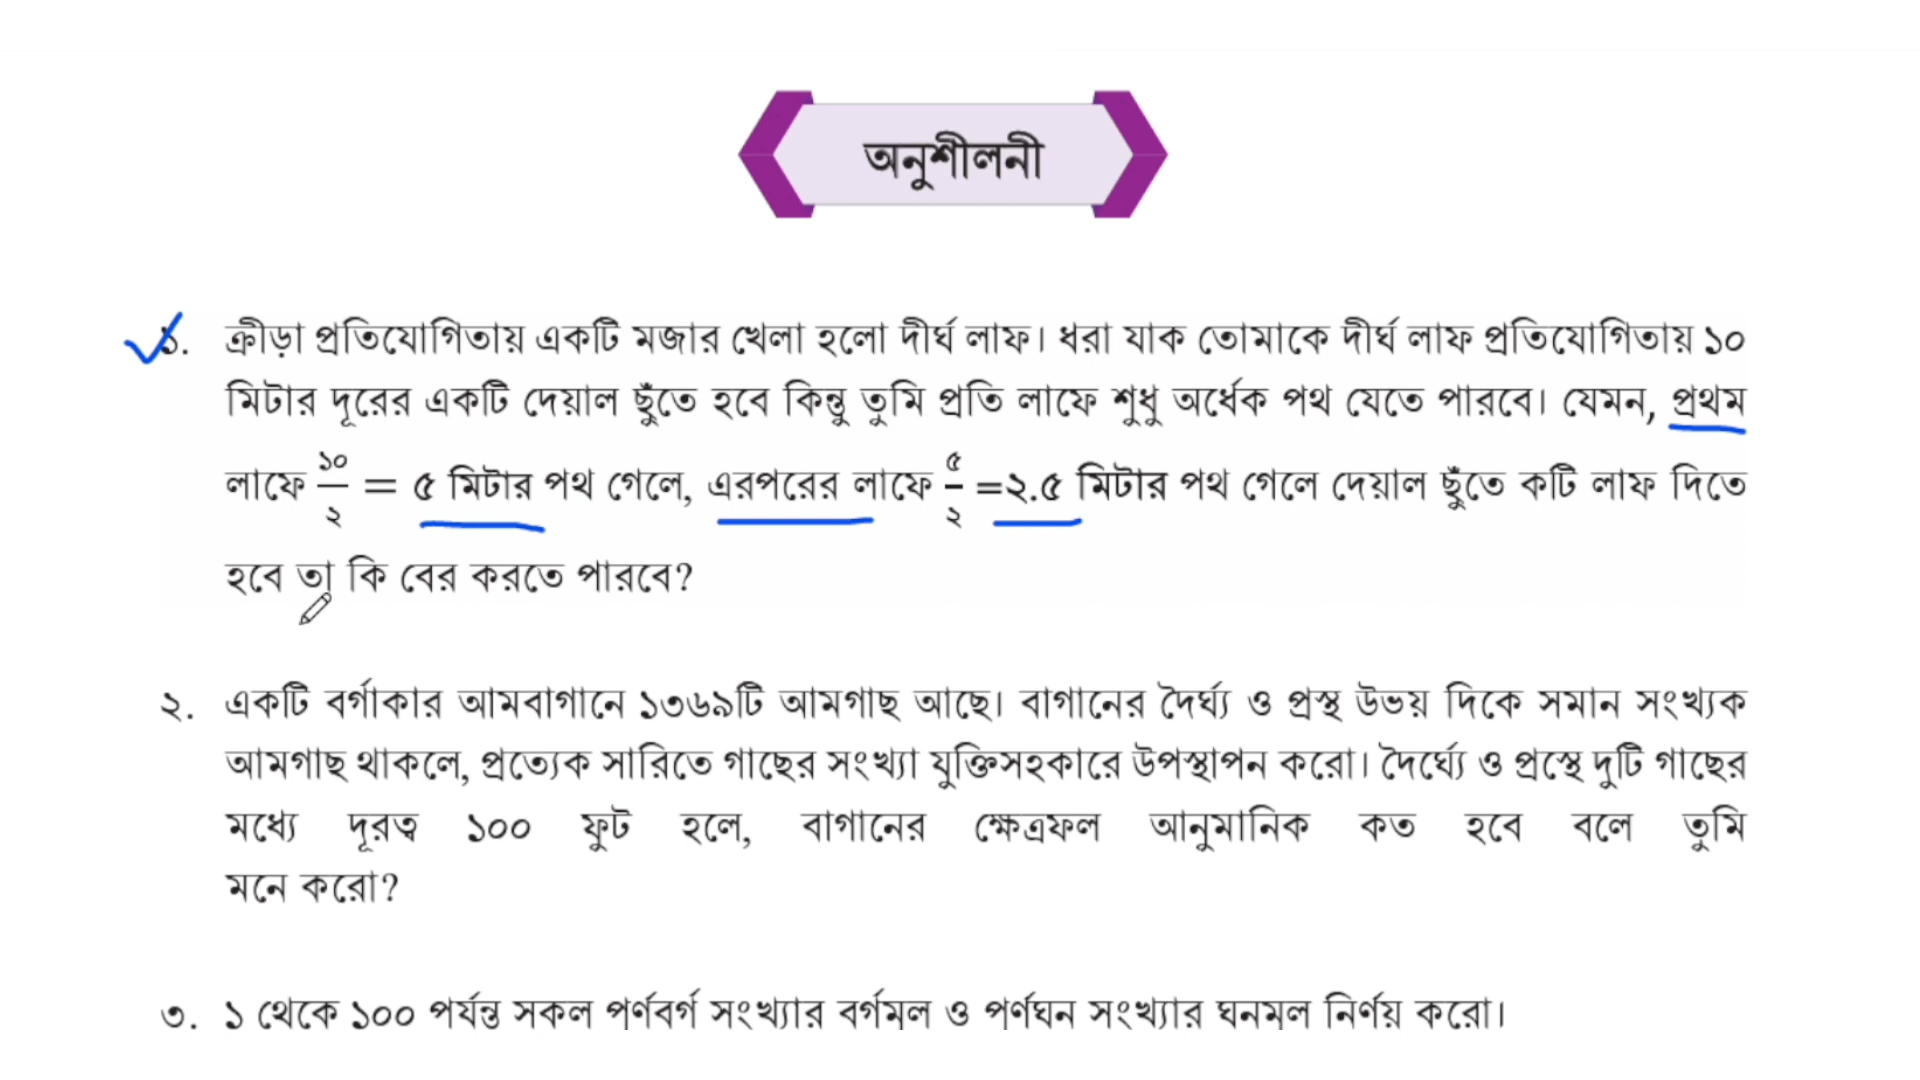 অনুশীলনী
১. ক্রীড়া প্রতিযোগিতায় একটি মজার খেলা হলো দীর্ঘ লাফ। ধরা যাক তোমাকে দীর্ঘ লাফ প্রতিযোগিতায় ১০
মিটার দূরের একটি দেয়াল ছুঁতে হবে কিন্তু তুমি প্রতি লাফে শুধু অর্ধেক পথ যেতে পারবে। যেমন, প্রথম
লাফে ১০/২ = ৫ মিটার পথ গেলে, এরপরের লাফে ৫/২ =২.৫ মিটার পথ গেলে দেয়াল ছুঁতে কটি লাফ দিতে
হবে তা কি বের করতে পারবে?
২. একটি বর্গাকার আমবাগানে ১৩৬৯টি আমগাছ আছে। বাগানের দৈর্ঘ্য ও প্রস্থ উভয় দিকে সমান সংখ্যক
আমগাছ থাকলে, প্রত্যেক সারিতে গাছের সংখ্যা যুক্তিসহকারে উপস্থাপন করো। দৈর্ঘ্যে ও প্রস্থে দুটি গাছের
মধ্যে দূরত্ব ১০০ ফুট হলে, বাগানের ক্ষেত্রফল আনুমানিক কত হবে বলে তুমি
মনে করো?
৩. ১ থেকে ১০০ পর্যন্ত সকল পূর্ণবর্গ সংখ্যার বর্গমূল ও পূর্ণঘন সংখ্যার ঘনমূল নির্ণয় করো।